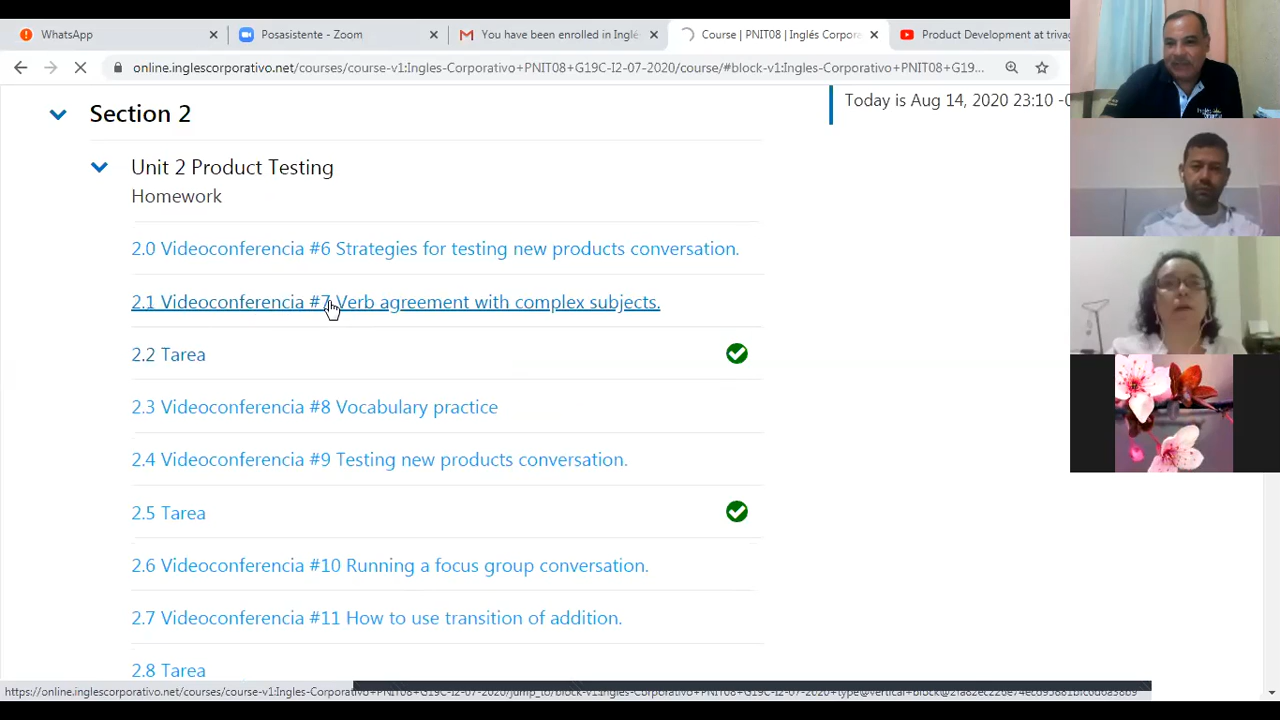 WhatsApp
Posasistente - Zoom
You have been enrolled in Inglé
Course | PNIT08 | Inglés Corpora
Product Development at triva
online.inglescorporativo.net/courses/course-v1:Ingles-Corporativo+PNIT08+G19C-I2-07-2020/course/#block-v1:Ingles-Corporativo+PNIT08+G19...
Section 2
Today is Aug 14, 2020 23:10 -0
Unit 2 Product Testing
Homework
2.0 Videoconferencia #6 Strategies for testing new products conversation.
2.1 Videoconferencia #7 Verb agreement with complex subjects.
2.2 Tarea
2.3 Videoconferencia #8 Vocabulary practice
2.4 Videoconferencia #9 Testing new products conversation.
2.5 Tarea
2.6 Videoconferencia #10 Running a focus group conversation.
2.7 Videoconferencia #11 How to use transition of addition.
2.8 Tarea